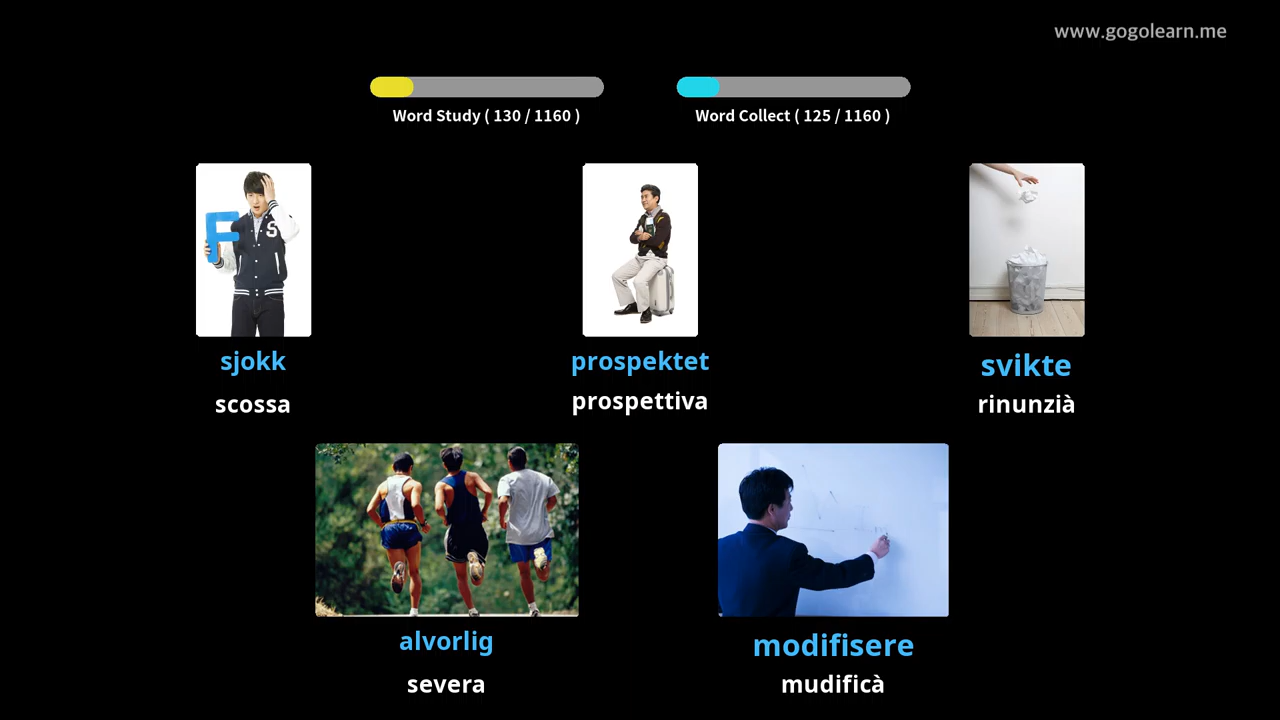 www.gogolearn.me
Word Study ( 130 / 1160 )
Word Collect ( 125 / 1160 )
F
S
sjokk
scossa
prospektet
prospettiva
svikte
rinunzià
alvorlig
severa
modifisere
mudificà